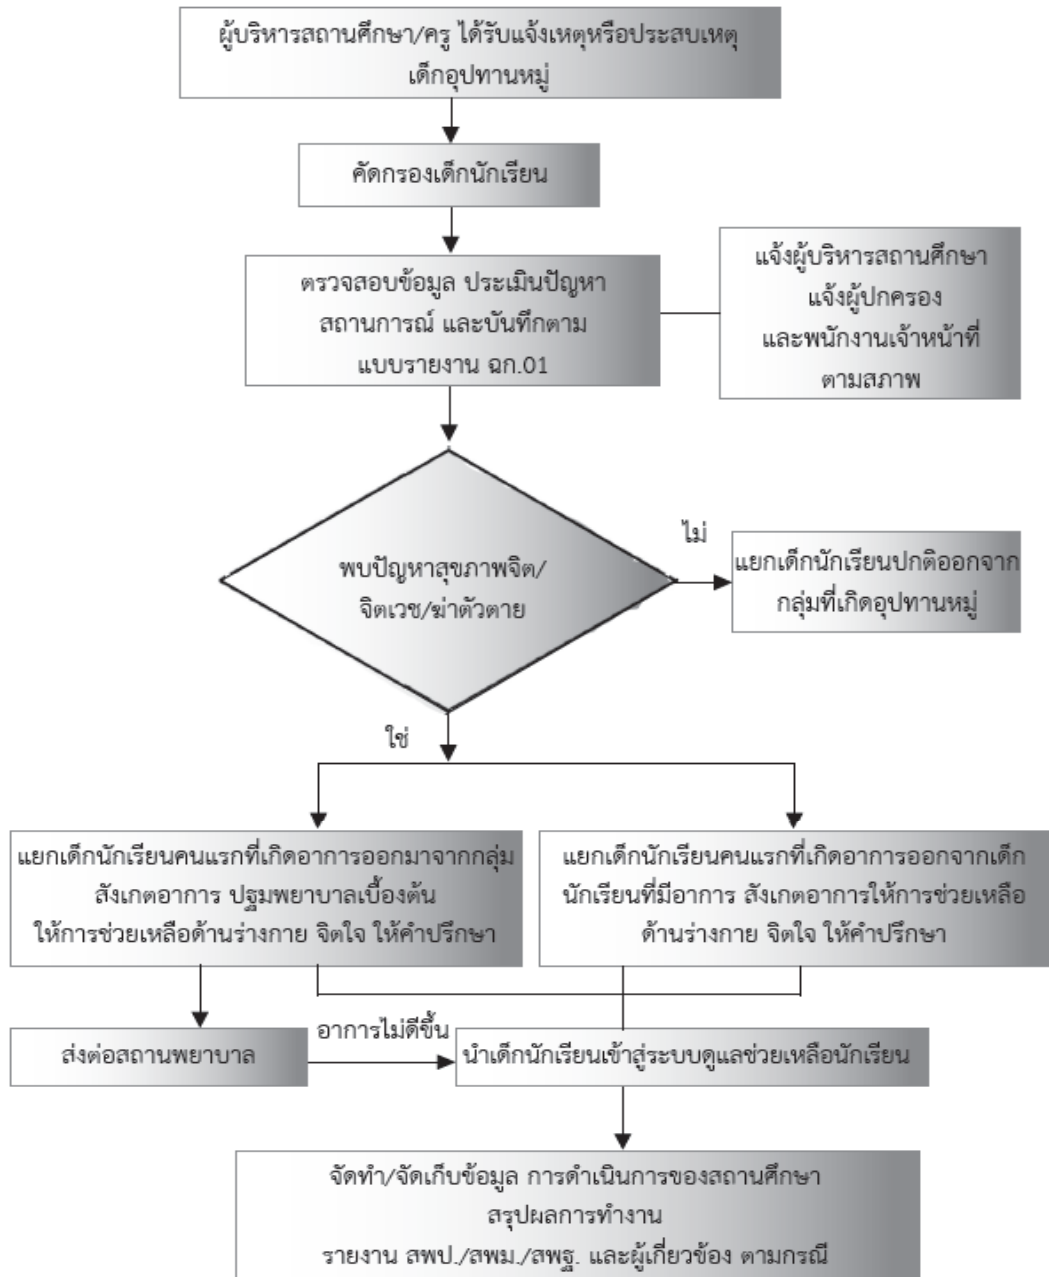 ผู้บริหารสถานศึกษา/ครู ได้รับแจ้งเหตุหรือประสบเหตุ
เด็กอุปทานหมู่
คัดกรองเด็กนักเรียน
ตรวจสอบข้อมูล ประเมินปัญหา
สถานการณ์ และบันทึกตาม
แบบรายงาน ฉก.01
แจ้งผู้บริหารสถานศึกษา
แจ้งผู้ปกครอง
และพนักงานเจ้าหน้าที่
ตามสภาพ
พบปัญหาสุขภาพจิต/
จิตเวช/ฆ่าตัวตาย
ไม่
แยกเด็กนักเรียนปกติออกจาก
กลุ่มที่เกิดอุปทานหมู่
ใช่
แยกเด็กนักเรียนคนแรกที่เกิดอาการออกมาจากกลุ่ม
สังเกตอาการ ปฐมพยาบาลเบื้องต้น
ให้การช่วยเหลือด้านร่างกาย จิตใจ ให้คำปรึกษา
แยกเด็กนักเรียนคนแรกที่เกิดอาการออกจากเด็ก
นักเรียนที่มีอาการ สังเกตอาการให้การช่วยเหลือ
ด้านร่างกาย จิตใจ ให้คำปรึกษา
ส่งต่อสถานพยาบาล
อาการไม่ดีขึ้น
นำเด็กนักเรียนเข้าสู่ระบบดูแลช่วยเหลือนักเรียน
จัดทำ/จัดเก็บข้อมูล การดำเนินการของสถานศึกษา
สรุปผลการทำงาน
รายงาน สพป./สพม./สพฐ. และผู้เกี่ยวข้อง ตามกรณี